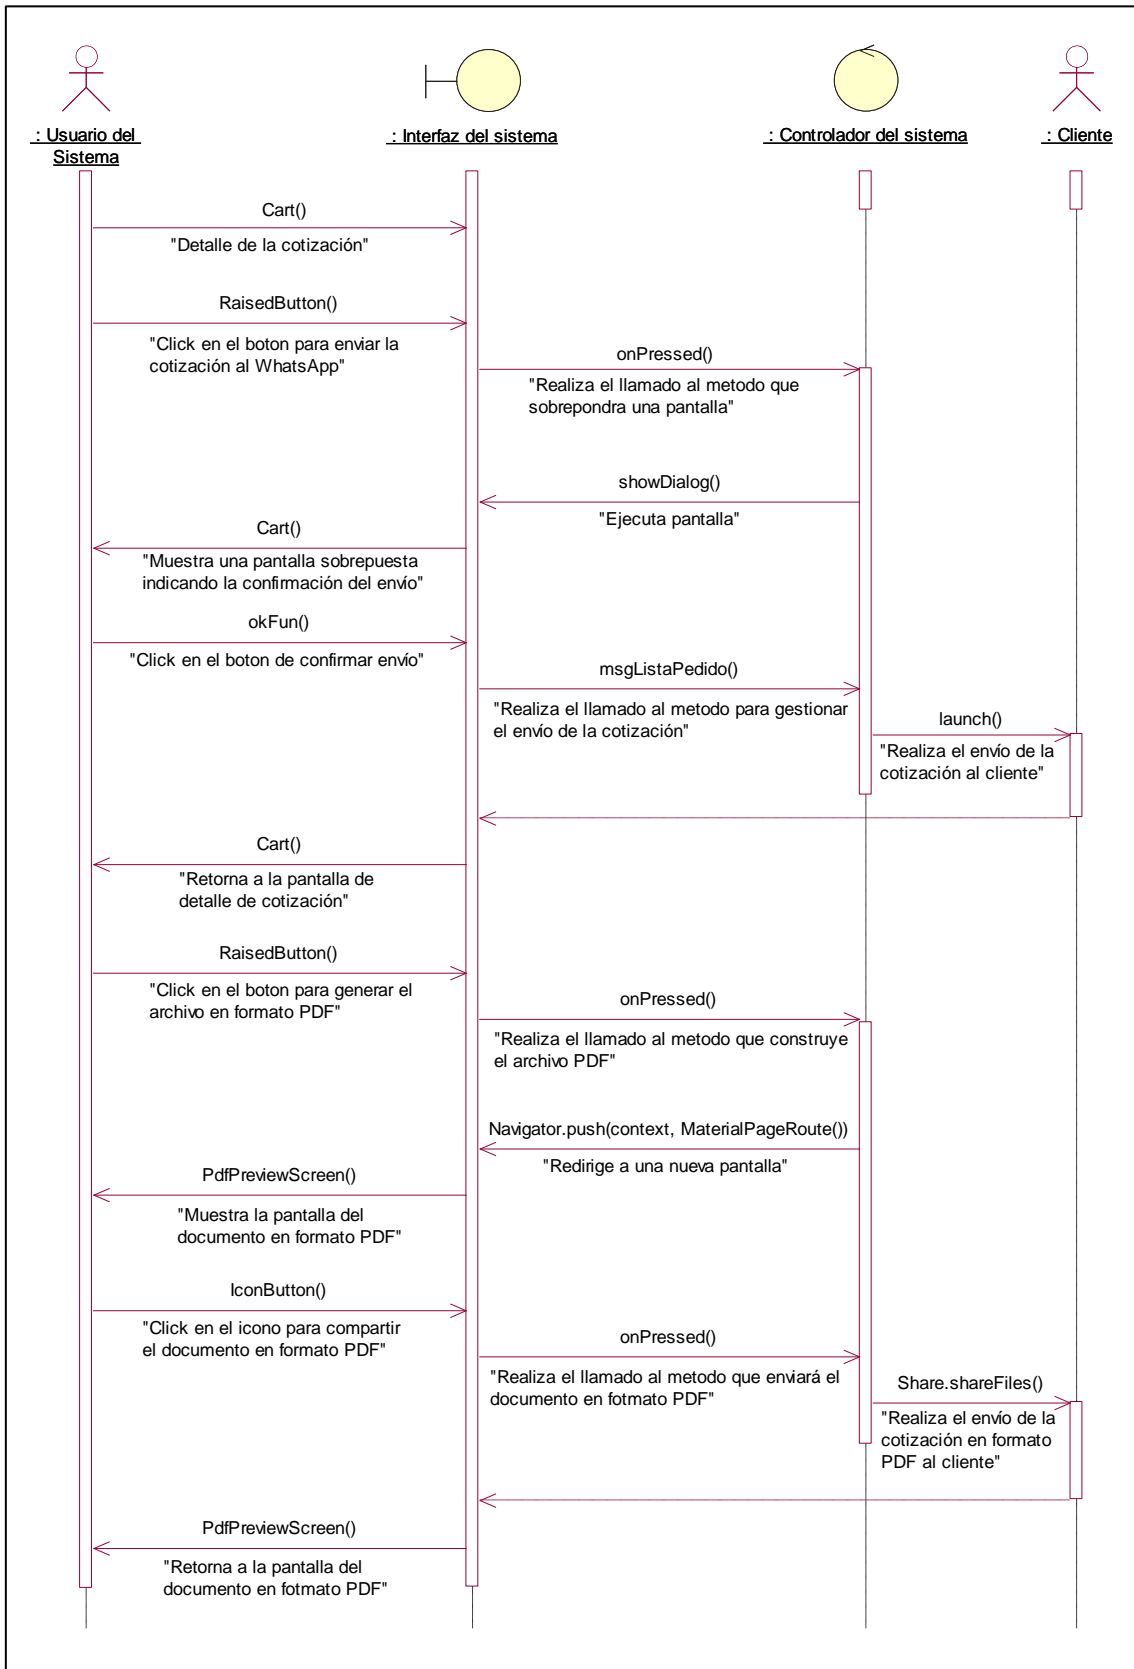 : Usuario del
Sistema
: Interfaz del sistema
: Controlador del sistema
: Cliente
Cart()
"Detalle de la cotización"
RaisedButton()
"Click en el boton para enviar la
cotización al WhatsApp"
onPressed()
"Realiza el llamado al metodo que
sobrepondra una pantalla"
showDialog()
"Ejecuta pantalla"
Cart()
"Muestra una pantalla sobrepuesta
indicando la confirmación del envío"
okFun()
"Click en el boton de confirmar envío"
msgListaPedido()
"Realiza el llamado al metodo para gestionar
el envío de la cotización"
launch()
"Realiza el envío de la
cotización al cliente"
Cart()
"Retorna a la pantalla de
detalle de cotización"
RaisedButton()
"Click en el boton para generar el
archivo en formato PDF"
onPressed()
"Realiza el llamado al metodo que construye
el archivo PDF"
Navigator.push(context, MaterialPageRoute())
"Redirige a una nueva pantalla"
PdfPreviewScreen()
"Muestra la pantalla del
documento en formato PDF"
IconButton()
"Click en el icono para compartir
el documento en formato PDF"
onPressed()
"Realiza el llamado al metodo que enviará el
documento en fotmato PDF"
Share.shareFiles()
"Realiza el envío de la
cotización en formato
PDF al cliente"
PdfPreviewScreen()
"Retorna a la pantalla del
documento en fotmato PDF"